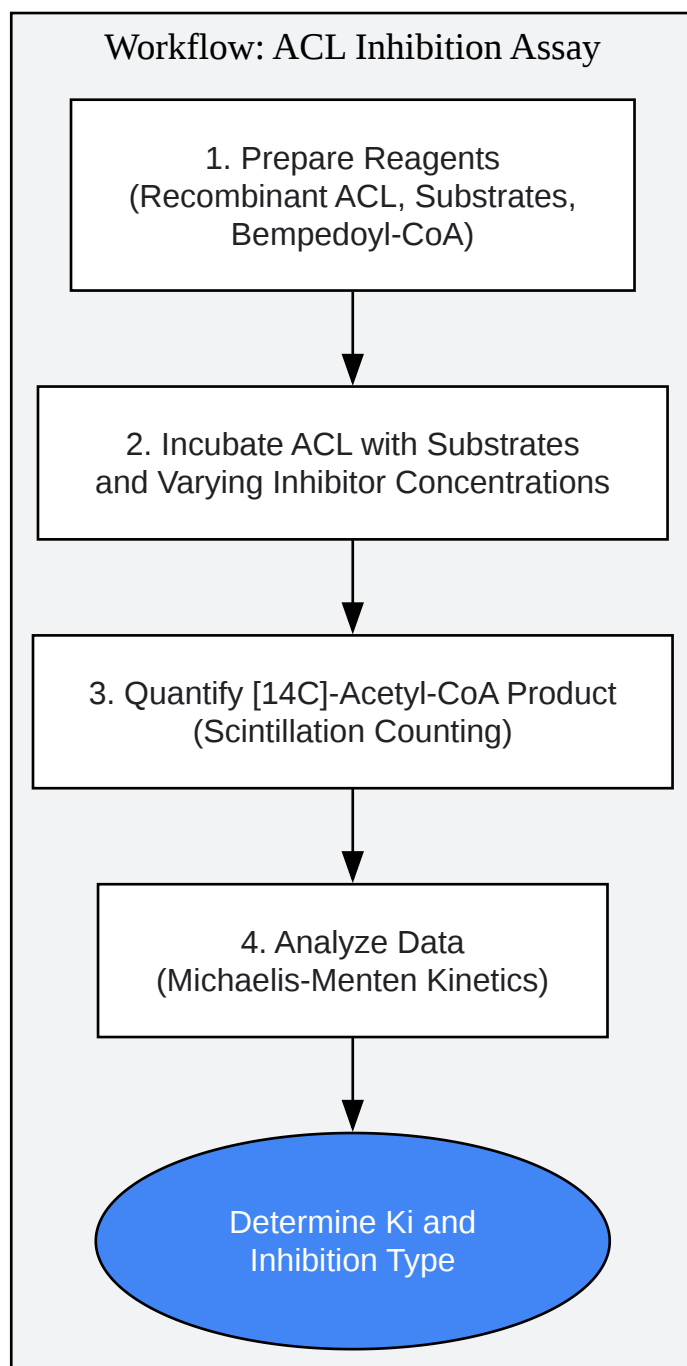 Workflow: ACL Inhibition Assay
1. Prepare Reagents
(Recombinant ACL, Substrates,
Bempedoyl-CoA)
2. Incubate ACL with Substrates
and Varying Inhibitor Concentrations
3. Quantify [14C]-Acetyl-CoA Product
(Scintillation Counting)
4. Analyze Data
(Michaelis-Menten Kinetics)
Determine Ki and
Inhibition Type